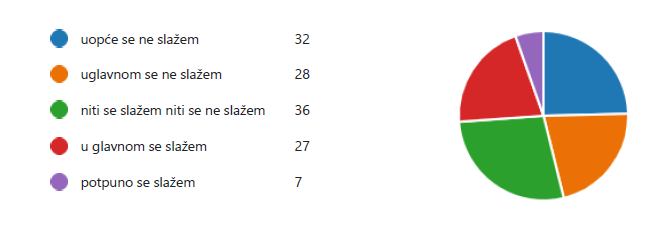 uopće se ne slažem 32
uglavnom se ne slažem 28
niti se slažem niti se ne slažem 36
u glavnom se slažem 27
potpuno se slažem 7